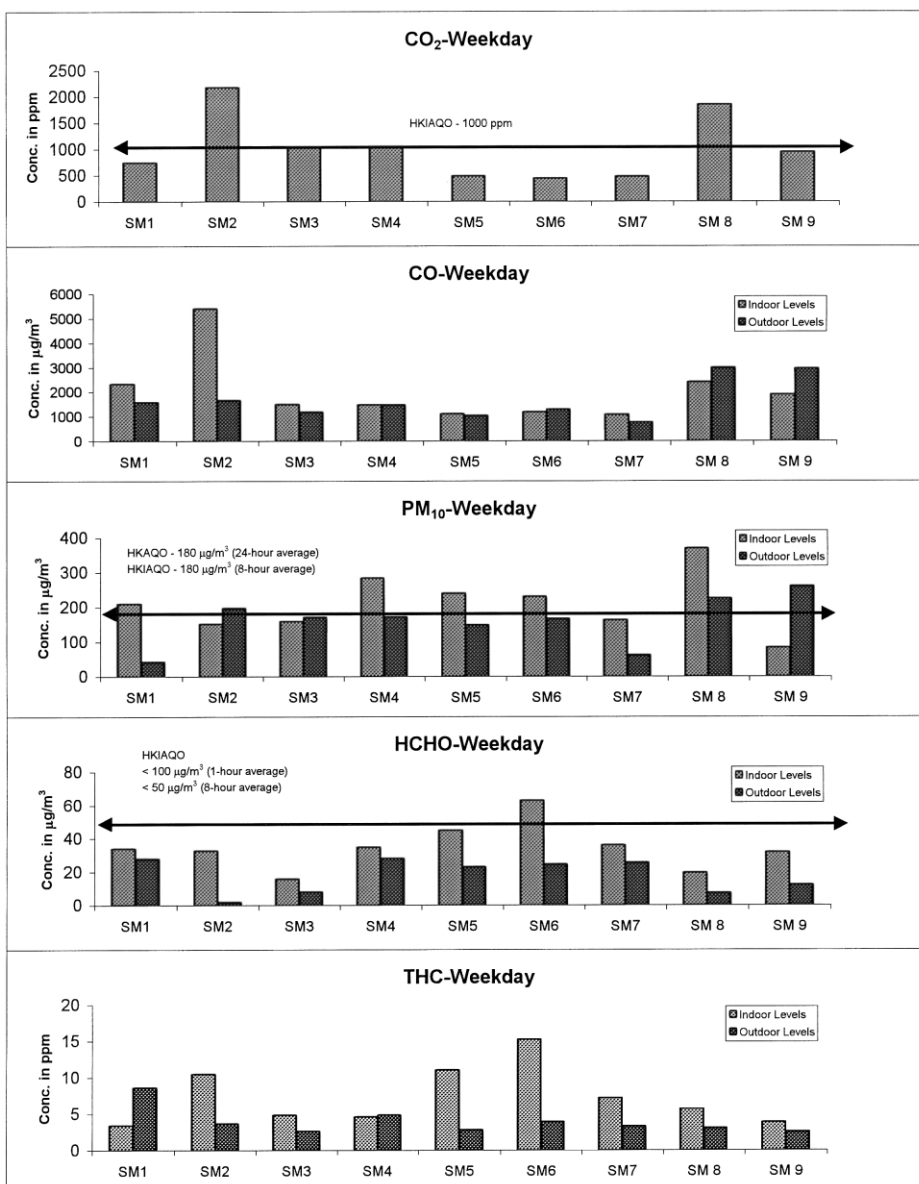 CO₂-Weekday
Conc. in ppm
2500
2000
1500
1000
500
0
HKIAQO - 1000 ppm
SM1 SM2 SM3 SM4 SM5 SM6 SM7 SM 8 SM 9
CO-Weekday
Conc. in μg/m³
6000
5000
4000
3000
2000
1000
0
Indoor Levels
Outdoor Levels
SM1 SM2 SM3 SM4 SM5 SM6 SM7 SM 8 SM 9
PM₁₀-Weekday
Conc. in μg/m³
400
300
200
100
0
HKAQO - 180 μg/m³ (24-hour average)
HKIAQO - 180 μg/m³ (8-hour average)
Indoor Levels
Outdoor Levels
SM1 SM2 SM3 SM4 SM5 SM6 SM7 SM 8 SM 9
HCHO-Weekday
Conc. in μg/m³
80
60
40
20
0
HKIAQO
< 100 μg/m³ (1-hour average)
< 50 μg/m³ (8-hour average)
Indoor Levels
Outdoor Levels
SM1 SM2 SM3 SM4 SM5 SM6 SM7 SM 8 SM 9
THC-Weekday
Conc. in ppm
20
15
10
5
0
Indoor Levels
Outdoor Levels
SM1 SM2 SM3 SM4 SM5 SM6 SM7 SM 8 SM 9